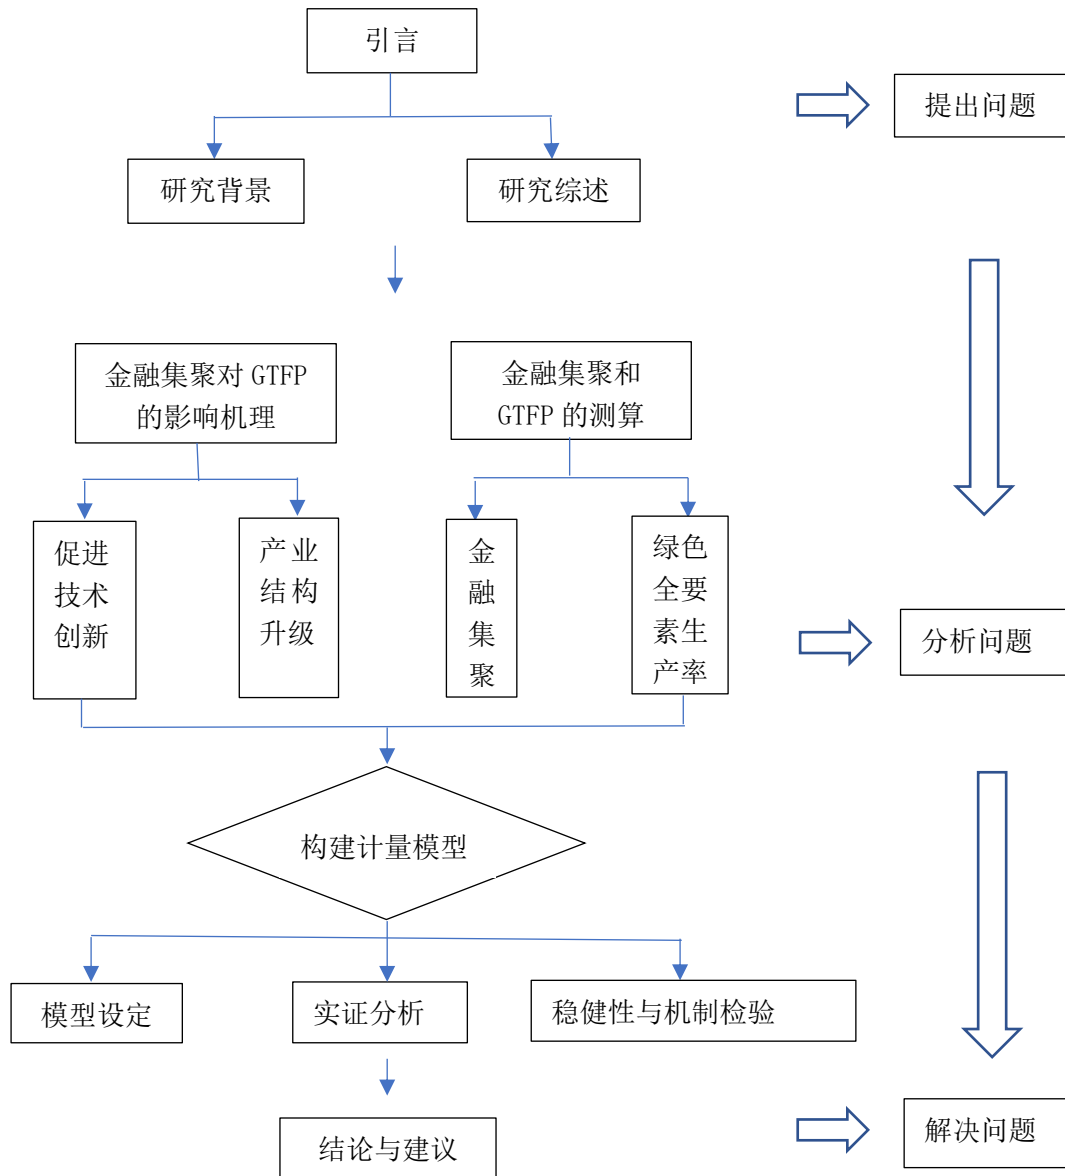 引言
提出问题
研究背景
研究综述
金融集聚对 GTFP
的影响机理
金融集聚和
GTFP 的测算
促进
技术
创新
产业
结构
升级
金
融
集
聚
绿色
全要
素生
产率
分析问题
构建计量模型
模型设定
实证分析
稳健性与机制检验
结论与建议
解决问题